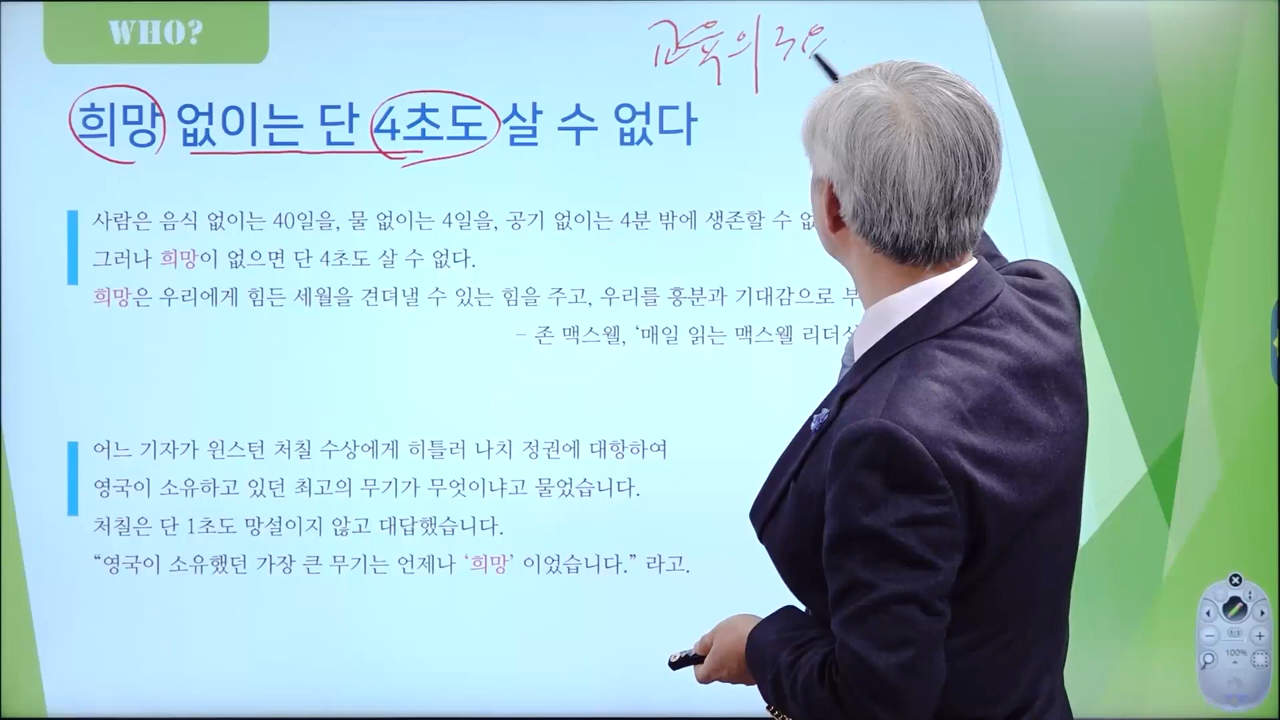 WHO?
교육의
희망 없이는 단 4초도 살 수 없다
사람은 음식 없이는 40일을, 물 없이는 4일을, 공기 없이는 4분 밖에 생존할 수
그러나 희망이 없으면 단 4초도 살 수 없다.
희망은 우리에게 힘든 세월을 견뎌낼 수 있는 힘을 주고, 우리를 흥분과 기대감으로
– 존 맥스웰, ‘매일 읽는 맥스웰
어느 기자가 윈스턴 처칠 수상에게 히틀러 나치 정권에 대항하여
영국이 소유하고 있던 최고의 무기가 무엇이냐고 물었습니다.
처칠은 단 1초도 망설이지 않고 대답했습니다.
“영국이 소유했던 가장 큰 무기는 언제나 ‘희망’ 이었습니다.” 라고.
100%